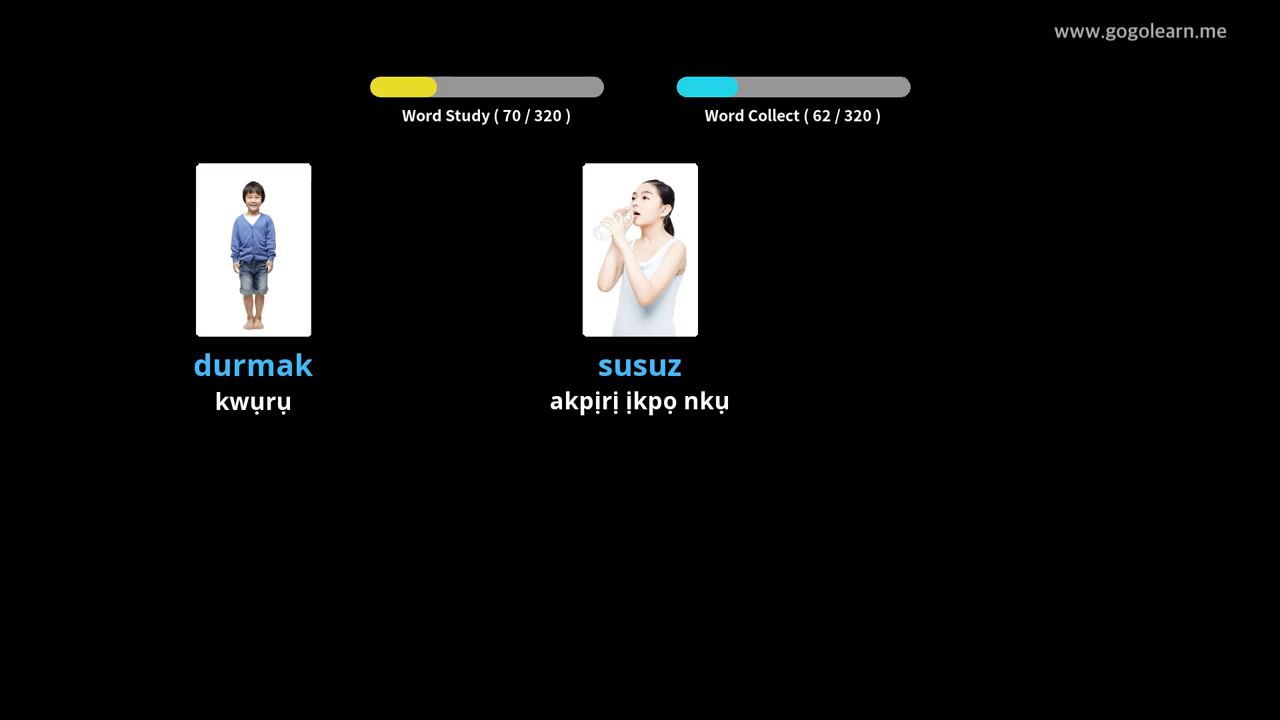 www.gogolearn.me
Word Study ( 70 / 320 )
Word Collect ( 62 / 320 )
durmak
kwụrụ
susuz
akpịrị ịkpọ nkụ